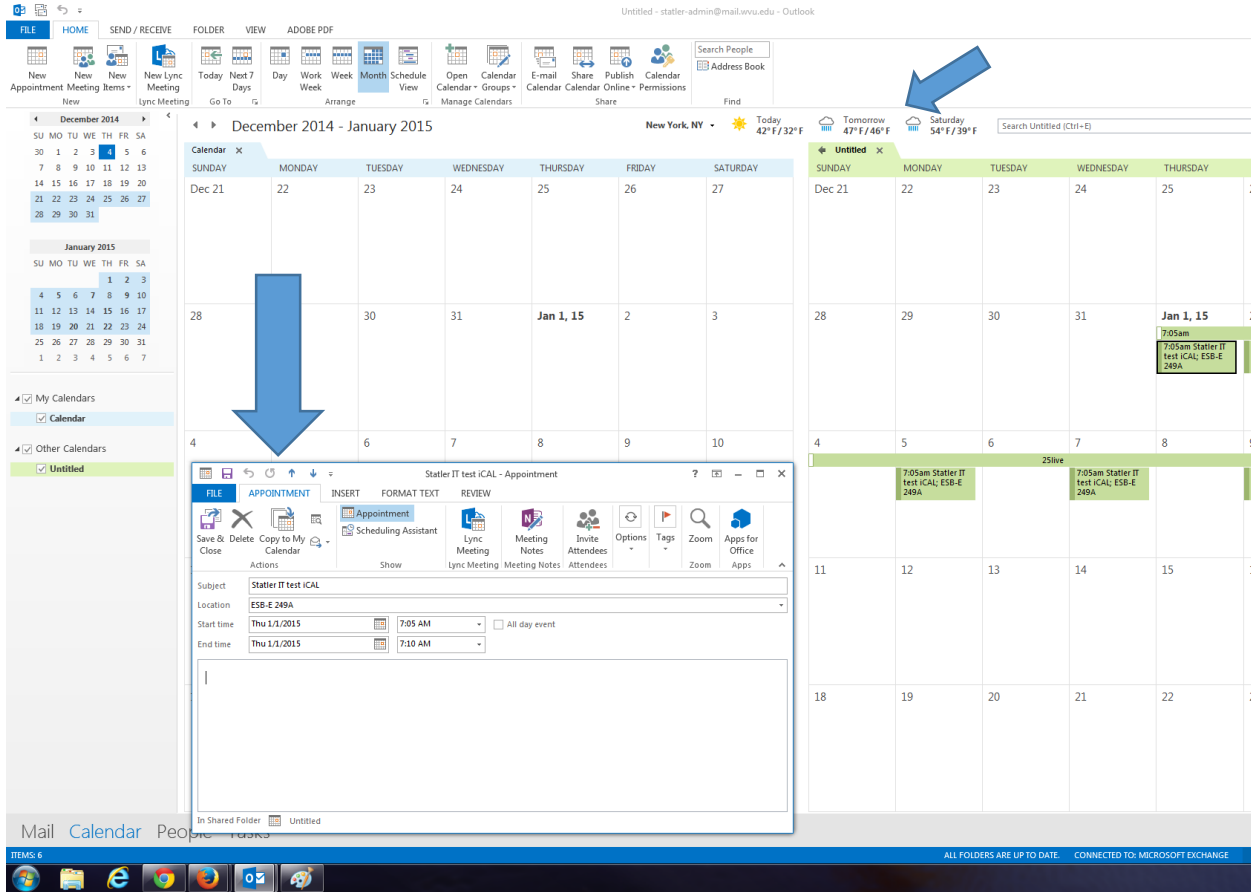 Untitled - statler-admin@mail.wvu.edu - Outlook
FILE HOME SEND / RECEIVE FOLDER VIEW ADOBE PDF
New Appointment
New Meeting
New Items
New Lync Meeting
Today
Next 7 Days
Day
Work Week
Week
Month
Schedule View
Open Calendar
Calendar Groups
E-mail Calendar
Share Calendar
Publish Online
Calendar Permissions
Search People
Address Book
New Lync Meeting Go To Arrange Manage Calendars Share Find
December 2014
SU MO TU WE TH FR SA
30 1 2 3 4 5 6
7 8 9 10 11 12 13
14 15 16 17 18 19 20
21 22 23 24 25 26 27
28 29 30 31
January 2015
SU MO TU WE TH FR SA
1 2 3
4 5 6 7 8 9 10
11 12 13 14 15 16 17
18 19 20 21 22 23 24
25 26 27 28 29 30 31
1 2 3 4 5 6 7
My Calendars
Calendar
Other Calendars
Untitled
December 2014 - January 2015
New York, NY
Today
42°F/32°F
Tomorrow
47°F/46°F
Saturday
54°F/39°F
Search Untitled (Ctrl+E)
Calendar
SUNDAY MONDAY TUESDAY WEDNESDAY THURSDAY FRIDAY SATURDAY
Dec 21 22 23 24 25 26 27
28 30 31 Jan 1, 15 2 3
4 6 7 8 9 10
Untitled
SUNDAY MONDAY TUESDAY WEDNESDAY THURSDAY
Dec 21 22 23 24 25
28 29 30 31 Jan 1, 15
7:05am
7:05am Statler IT
test iCAL; ESB-E
249A
4 5 6 7 8
25live
7:05am Statler IT
test iCAL; ESB-E
249A
7:05am Statler IT
test iCAL; ESB-E
249A
11 12 13 14 15
18 19 20 21 22
Statler IT test iCAL - Appointment
FILE APPOINTMENT INSERT FORMAT TEXT REVIEW
Save & Close
Delete
Copy to My Calendar
Appointment
Scheduling Assistant
Lync Meeting
Meeting Notes
Invite Attendees
Options
Tags
Zoom
Apps for Office
Actions Show Lync Meeting Meeting Notes Attendees Zoom Apps
Subject Statler IT test iCAL
Location ESB-E 249A
Start time Thu 1/1/2015 7:05 AM All day event
End time Thu 1/1/2015 7:10 AM
In Shared Folder Untitled
Mail Calendar People Tasks
ITEMS: 6
ALL FOLDERS ARE UP TO DATE. CONNECTED TO: MICROSOFT EXCHANGE